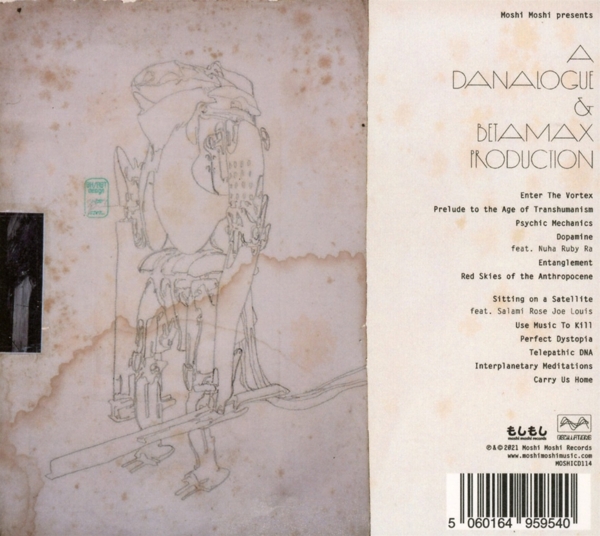 Moshi Moshi presents
A
DANALOGUE
&
BETAMAX
PRODUCTION
Enter The Vortex
Prelude to the Age of Transhumanism
Psychic Mechanics
Dopamine
feat. Nuha Ruby Ra
Entanglement
Red Skies of the Anthropocene
Sitting on a Satellite
feat. Salami Rose Joe Louis
Use Music To Kill
Perfect Dystopia
Telepathic DNA
Interplanetary Meditations
Carry Us Home
もしもし
moshi moshi records
℗&©2021 Moshi Moshi Records
www.moshimoshimusic.com
MOSHICD114
5 060164 959540